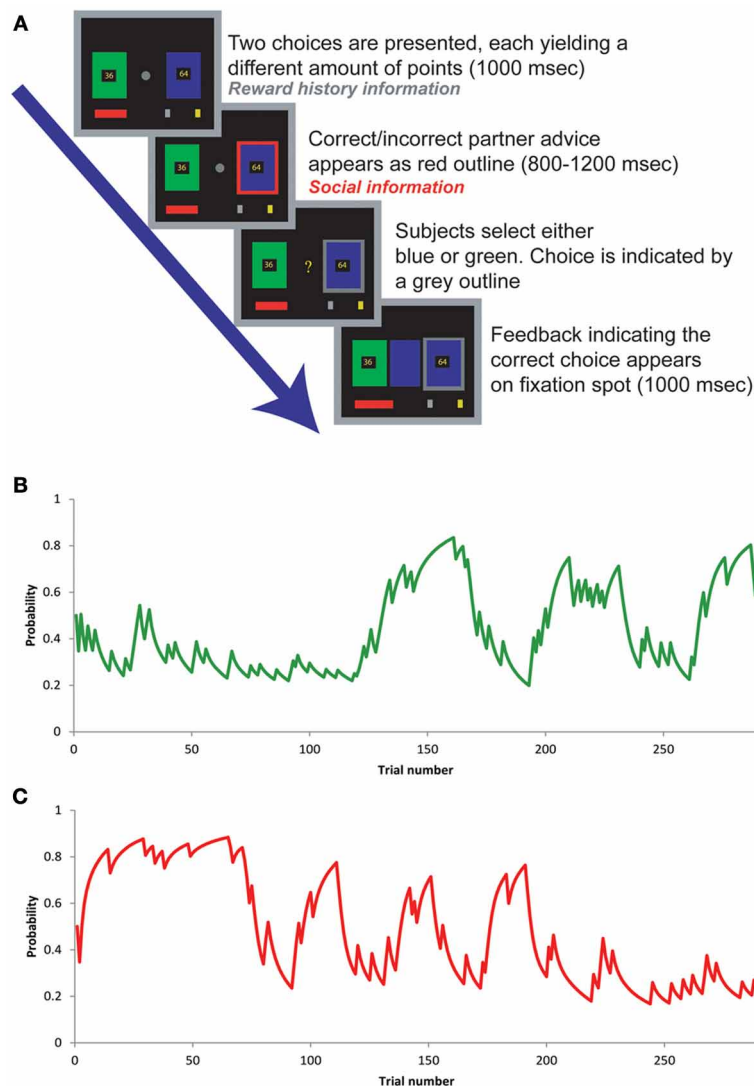 A
36
64
Two choices are presented, each yielding a
different amount of points (1000 msec)
Reward history information
36
64
Correct/incorrect partner advice
appears as red outline (800-1200 msec)
Social information
36
?
64
Subjects select either
blue or green. Choice is indicated by
a grey outline
36
64
Feedback indicating the
correct choice appears
on fixation spot (1000 msec)
B
1
0.8
0.6
0.4
0.2
0
Probability
0
50
100
150
200
250
Trial number
C
1
0.8
0.6
0.4
0.2
0
Probability
0
50
100
150
200
250
Trial number